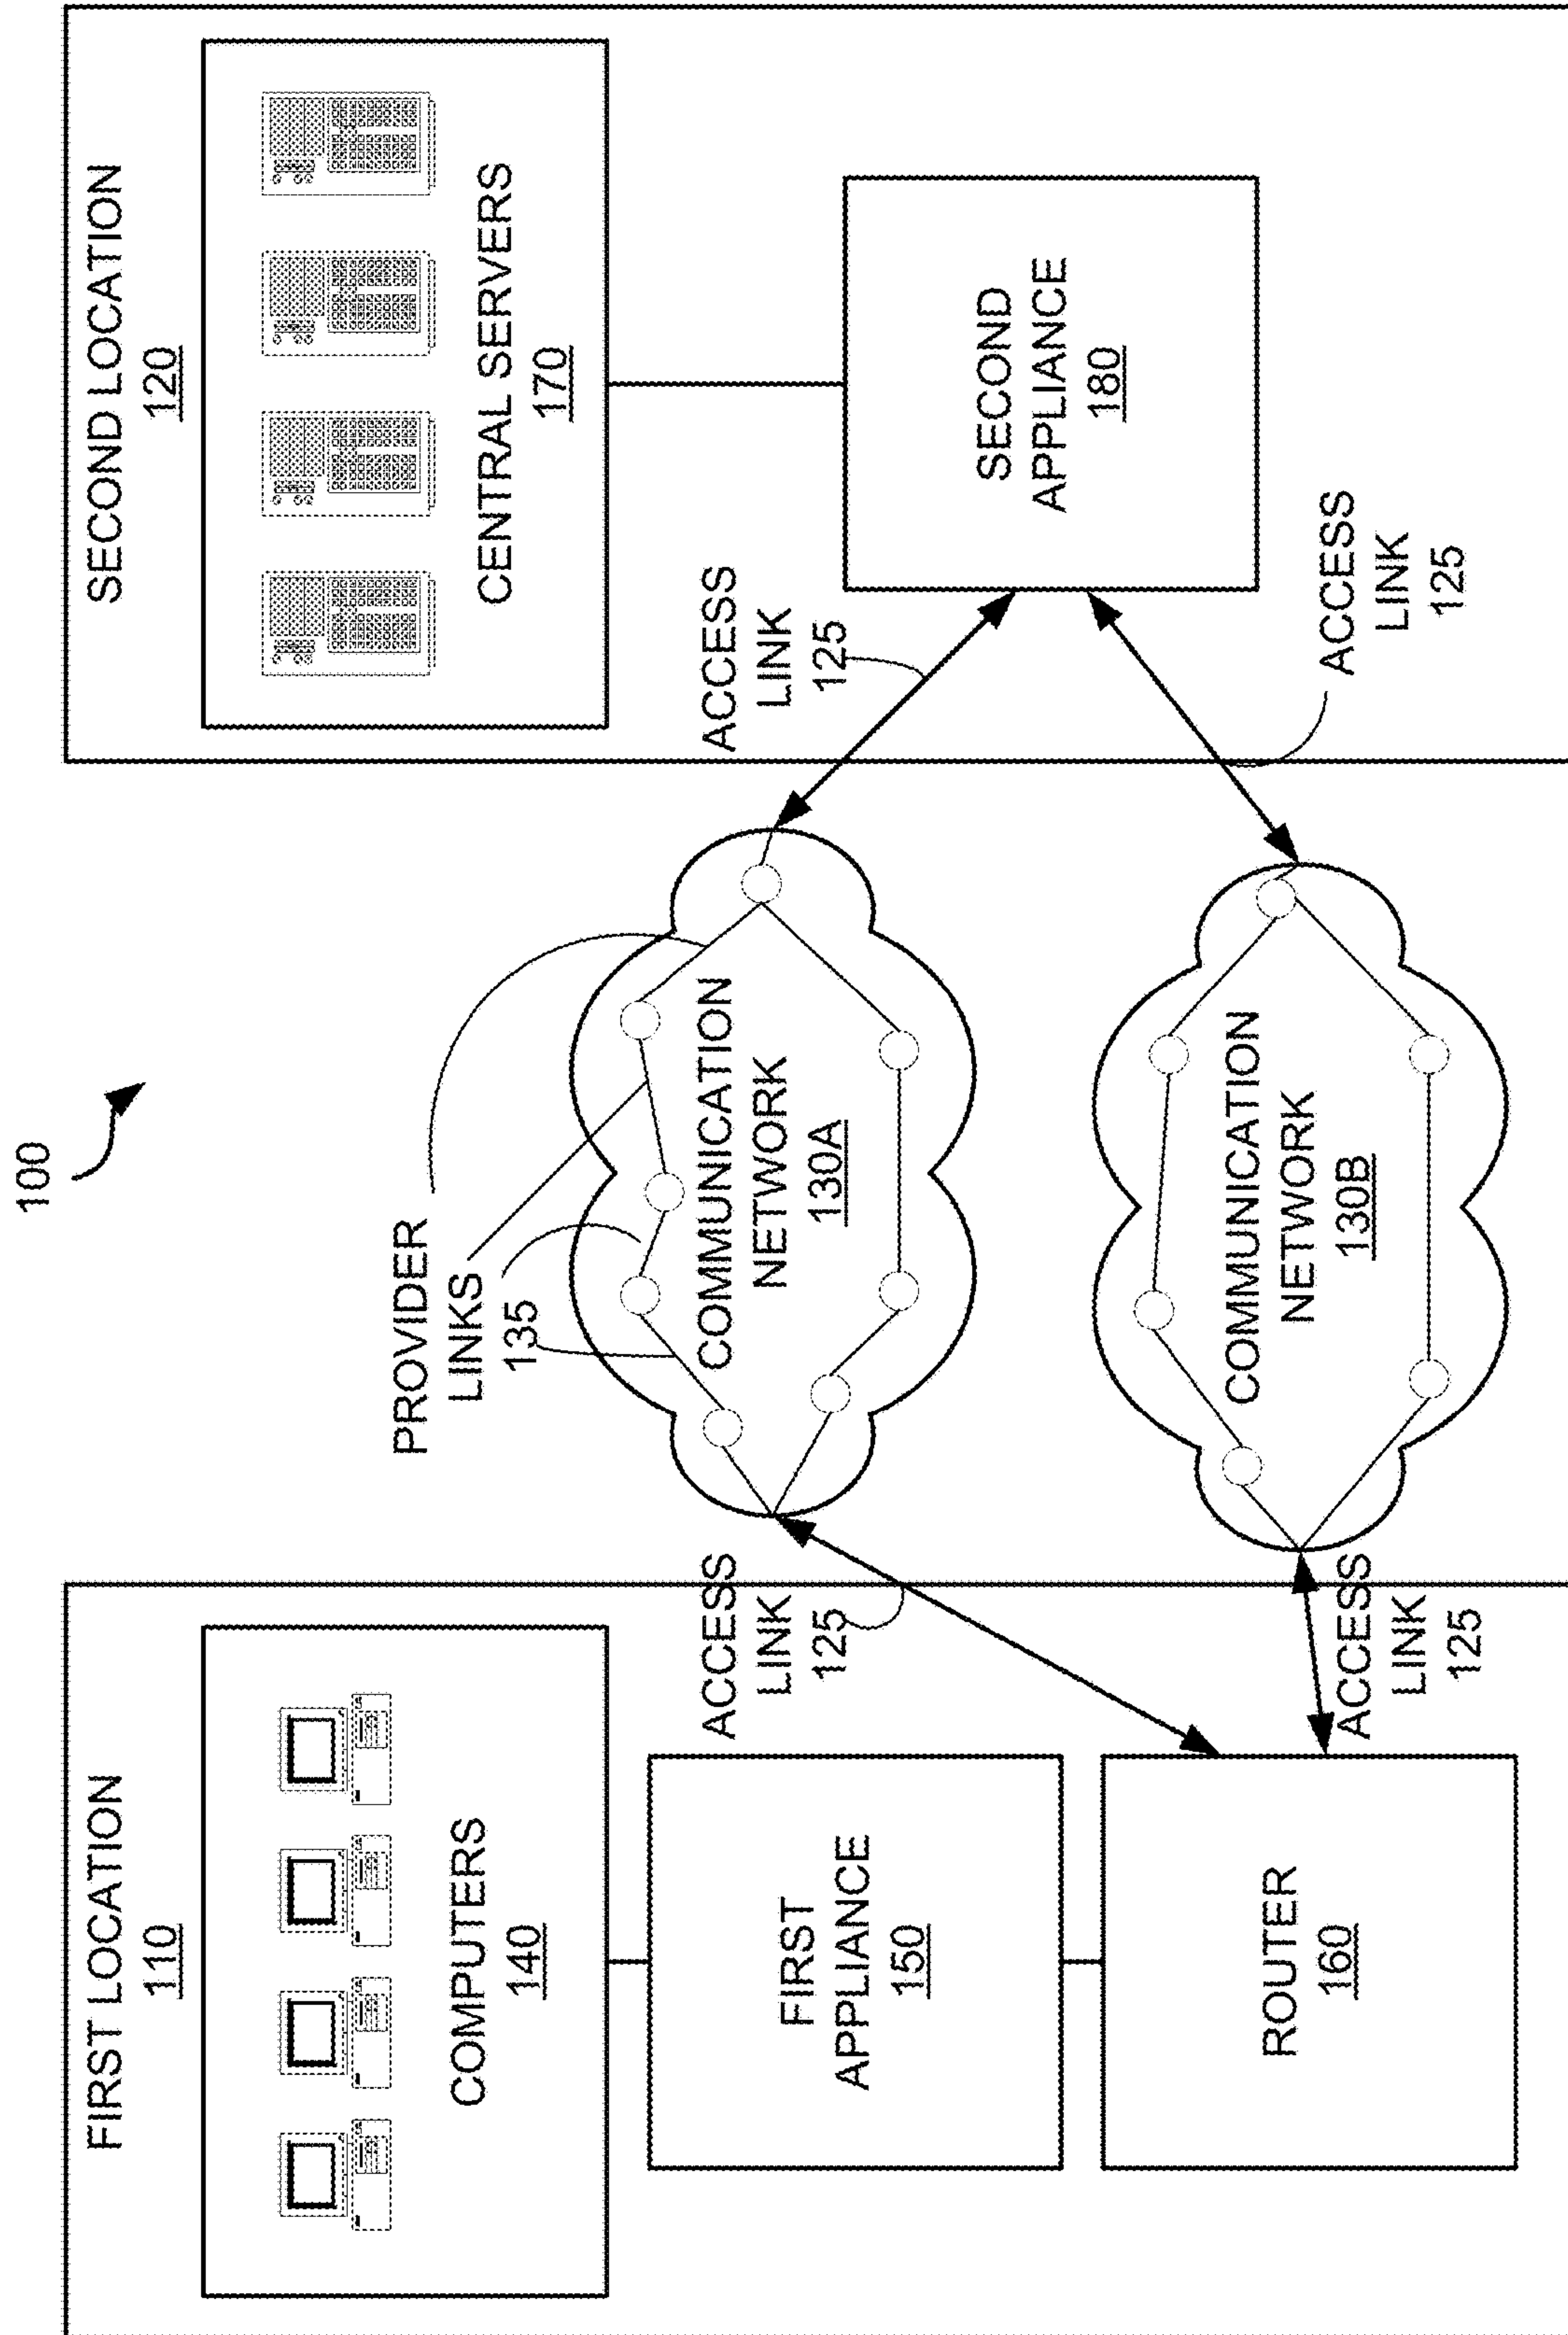 100
FIRST LOCATION
110
COMPUTERS
140
FIRST
APPLIANCE
150
ROUTER
160
ACCESS
LINK
125
ACCESS
LINK
125
PROVIDER
LINKS
135
COMMUNICATION
NETWORK
130A
COMMUNICATION
NETWORK
130B
SECOND LOCATION
120
CENTRAL SERVERS
170
ACCESS
LINK
125
SECOND
APPLIANCE
180
ACCESS
LINK
125